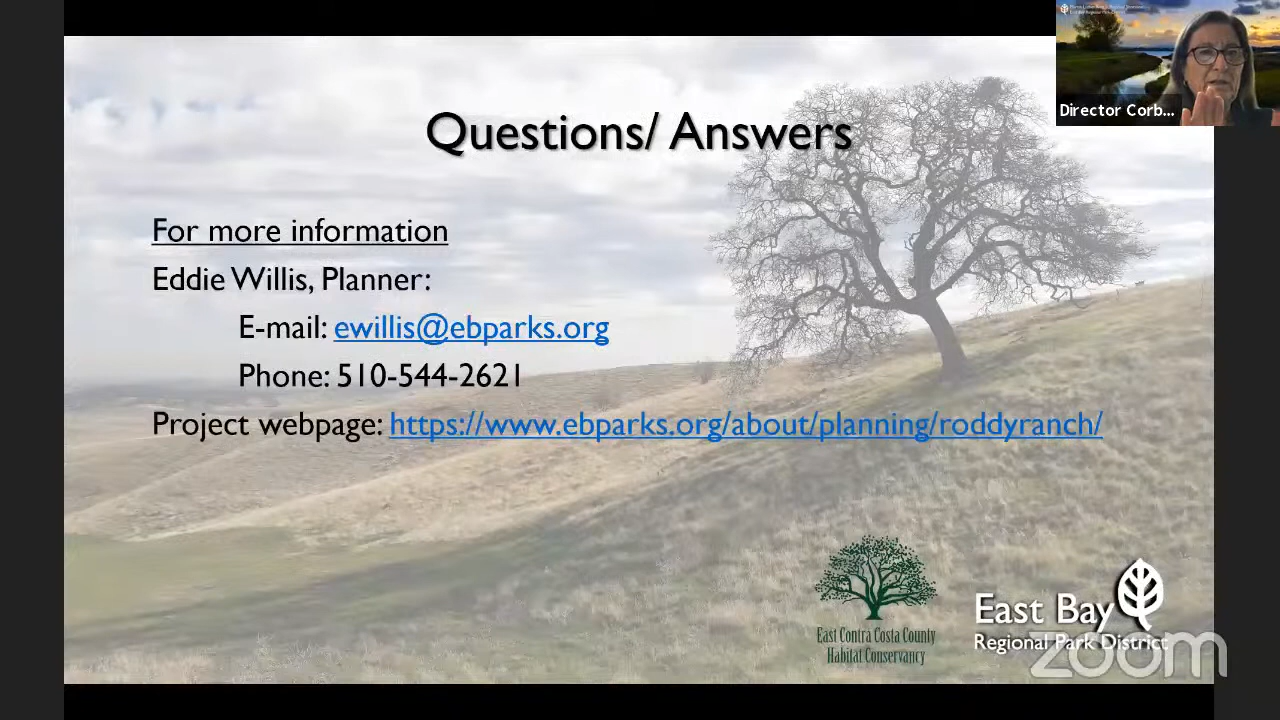 Director Corb...
Questions/ Answers
For more information
Eddie Willis, Planner:
E-mail: ewillis@ebparks.org
Phone: 510-544-2621
Project webpage: https://www.ebparks.org/about/planning/roddyranch/
East Contra Costa County
Habitat Conservancy
East Bay
Regional Park District
zoom